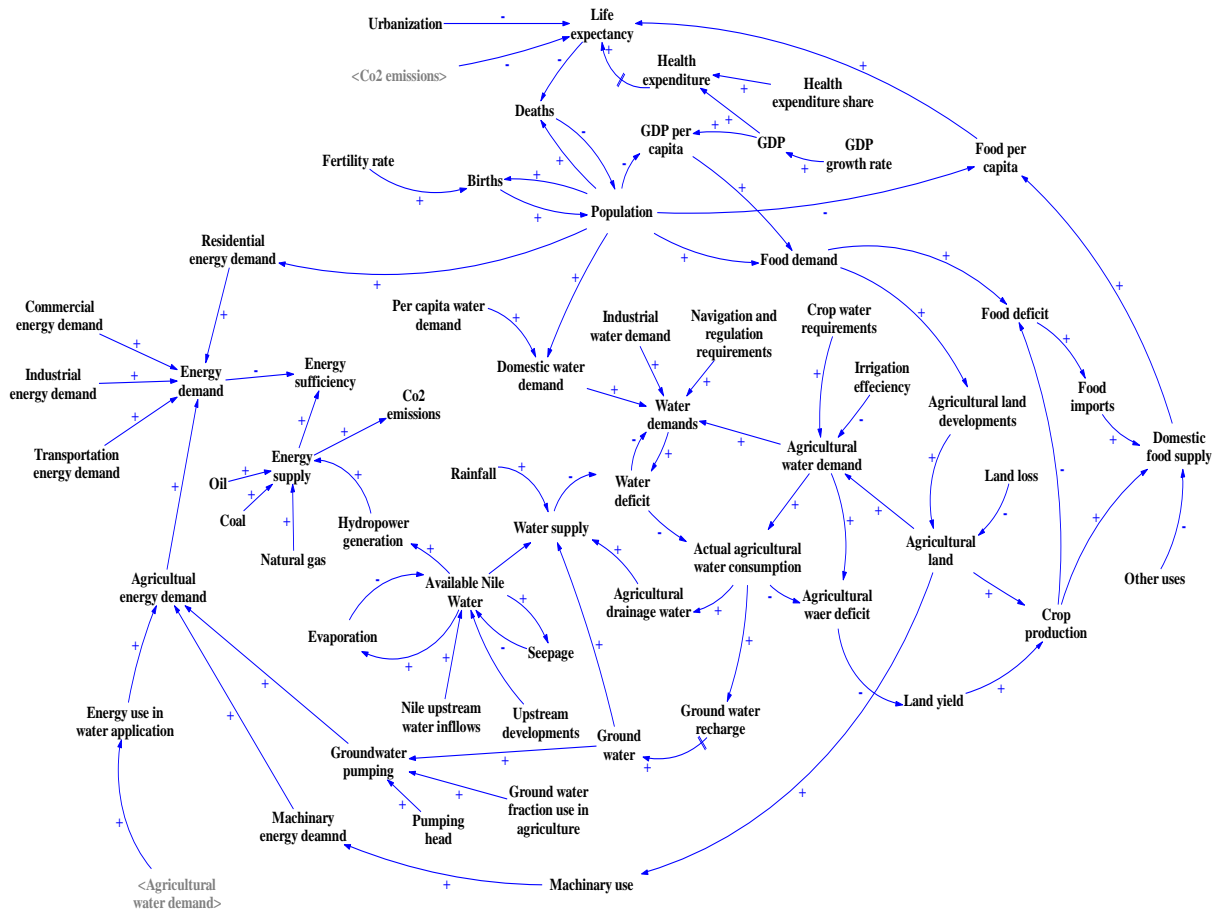 Urbanization
Life
expectancy
<Co2 emissions>
Health
expenditure
Health
expenditure share
Deaths
GDP per
capita
GDP
GDP
growth rate
Food per
capita
Fertility rate
Births
Population
Residential
energy demand
Food demand
Commercial
energy demand
Per capita water
demand
Industrial
water demand
Navigation and
regulation
requirements
Crop water
requirements
Food deficit
Industrial
energy demand
Energy
demand
Energy
sufficiency
Domestic water
demand
Irrigation
effeciency
Food
imports
Co2
emissions
Water
demands
Agricultural land
developments
Transportation
energy demand
Energy
supply
Agricultural
water demand
Domestic
food supply
Oil
Coal
Natural gas
Rainfall
Water
deficit
Land loss
Hydropower
generation
Water supply
Actual agricultural
water consumption
Agricultural
land
Agricultual
energy demand
Available Nile
Water
Agricultural
drainage water
Agricultural
waer deficit
Other uses
Crop
production
Evaporation
Seepage
Energy use in
water application
Nile upstream
water infllows
Upstream
developments
Ground
water
Ground water
recharge
Land yield
Groundwater
pumping
Ground water
fraction use in
agriculture
Pumping
head
Machinary
energy deamnd
<Agricultural
water demand>
Machinary use